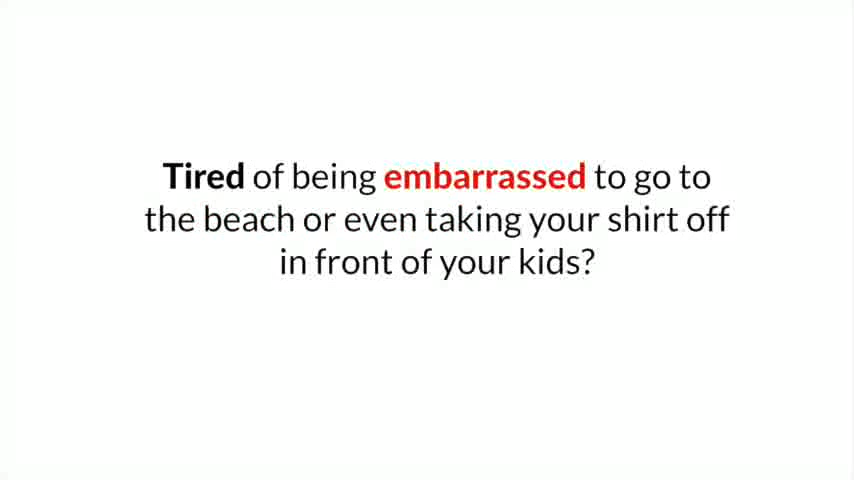 Tired of being embarrassed to go to
the beach or even taking your shirt off
in front of your kids?